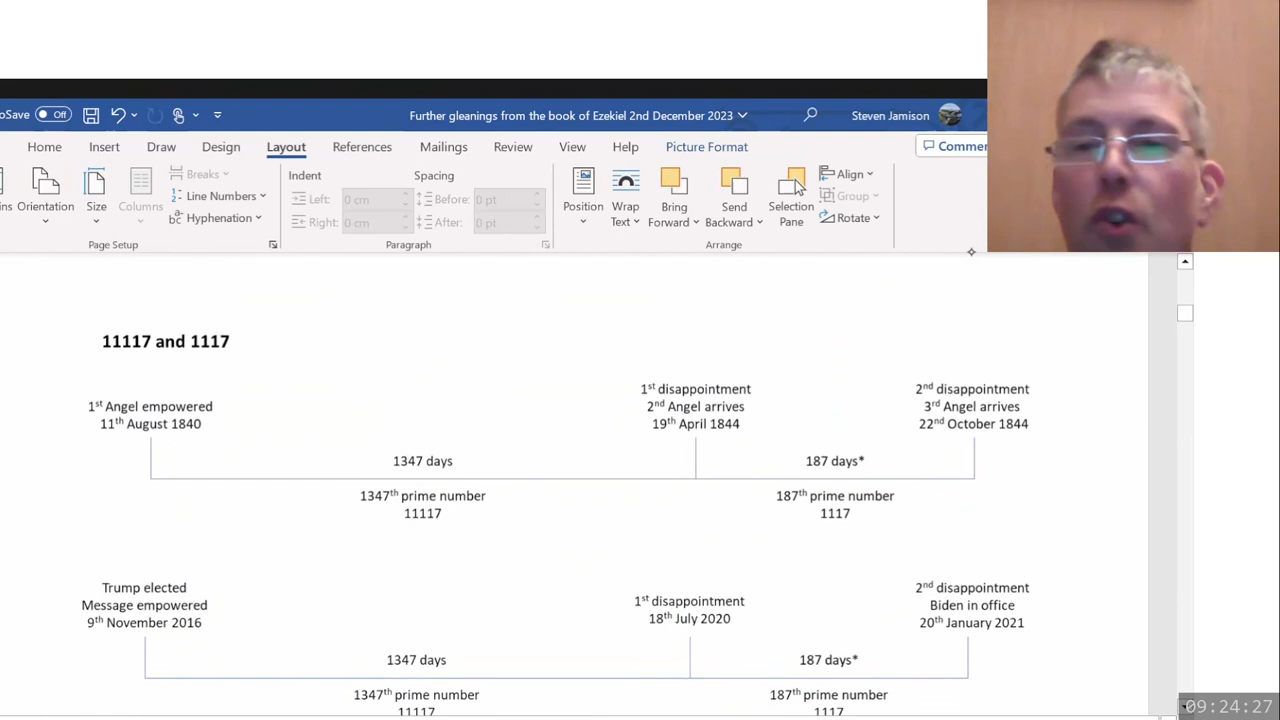 oSave Off
Further gleanings from the book of Ezekiel 2nd December 2023
Steven Jamison
Home Insert Draw Design Layout References Mailings Review View Help Picture Format
Commer
ins Orientation Size Columns
Breaks
Line Numbers
Hyphenation
Page Setup
Indent Spacing
Left: 0 cm Before: 0 pt
Right: 0 cm After: 0 pt
Paragraph
Position Wrap Text Bring Forward Send Backward Selection Pane
Align
Group
Rotate
Arrange
11117 and 1117
1st Angel empowered
11th August 1840
1st disappointment
2nd Angel arrives
19th April 1844
2nd disappointment
3rd Angel arrives
22nd October 1844
1347 days
187 days*
1347th prime number
11117
187th prime number
1117
Trump elected
Message empowered
9th November 2016
1st disappointment
18th July 2020
2nd disappointment
Biden in office
20th January 2021
1347 days
187 days*
1347th prime number
11117
187th prime number
1117
09:24:27